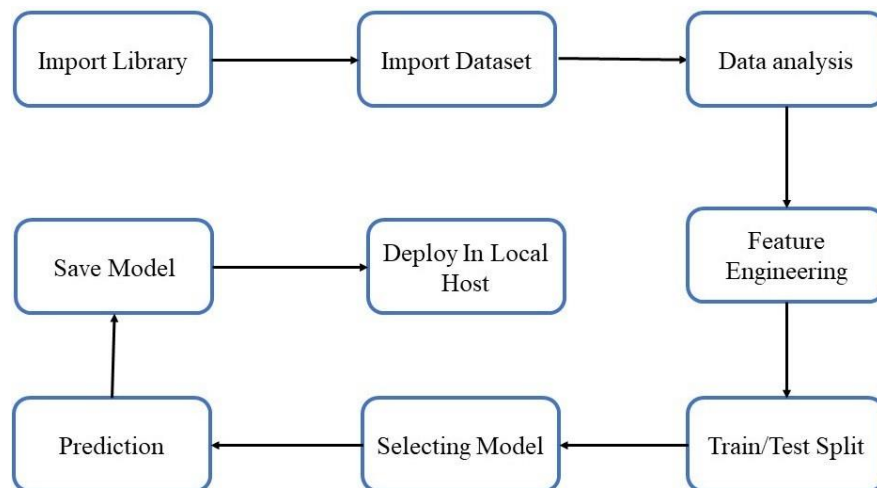 Import Library
Import Dataset
Data analysis
Feature
Engineering
Train/Test Split
Selecting Model
Prediction
Save Model
Deploy In Local
Host